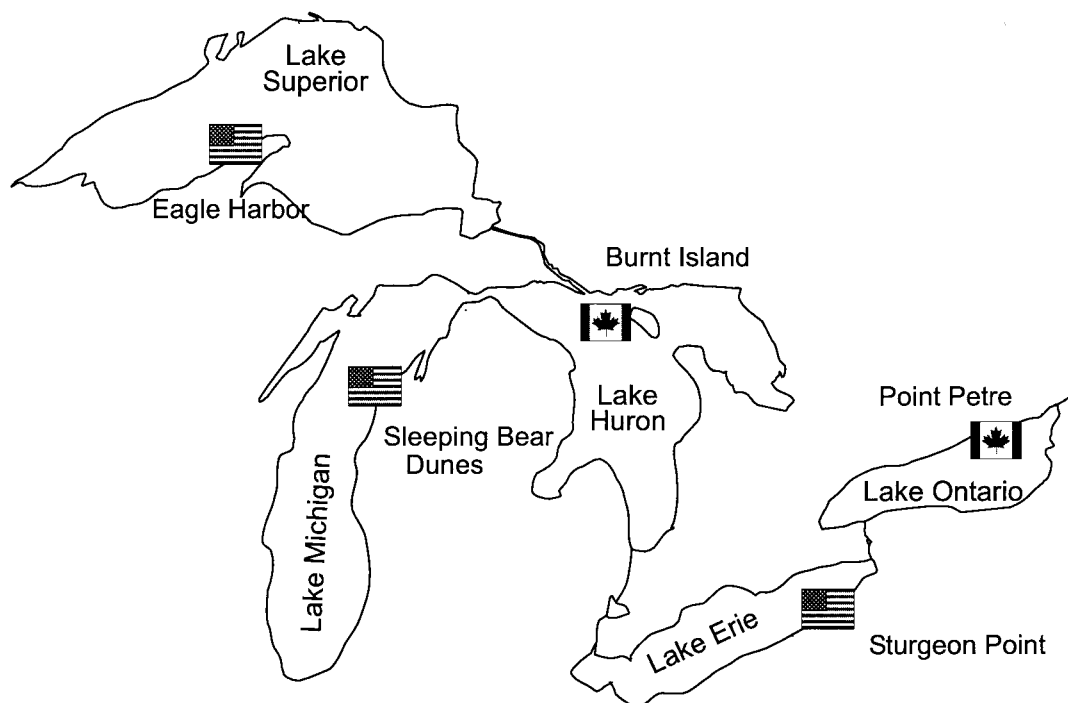 Lake
Superior
Eagle Harbor
Burnt Island
Lake
Huron
Point Petre
Sleeping Bear
Dunes
Lake Michigan
Lake Ontario
Lake Erie
Sturgeon Point